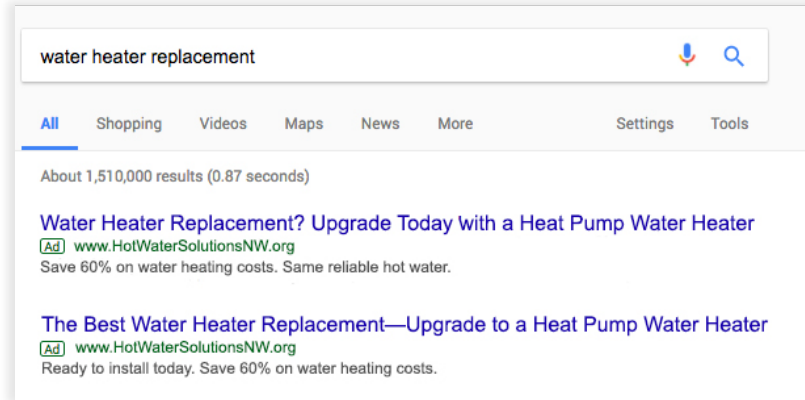 water heater replacement
All Shopping Videos Maps News More Settings Tools
About 1,510,000 results (0.87 seconds)
Water Heater Replacement? Upgrade Today with a Heat Pump Water Heater
Ad www.HotWaterSolutionsNW.org
Save 60% on water heating costs. Same reliable hot water.
The Best Water Heater Replacement—Upgrade to a Heat Pump Water Heater
Ad www.HotWaterSolutionsNW.org
Ready to install today. Save 60% on water heating costs.